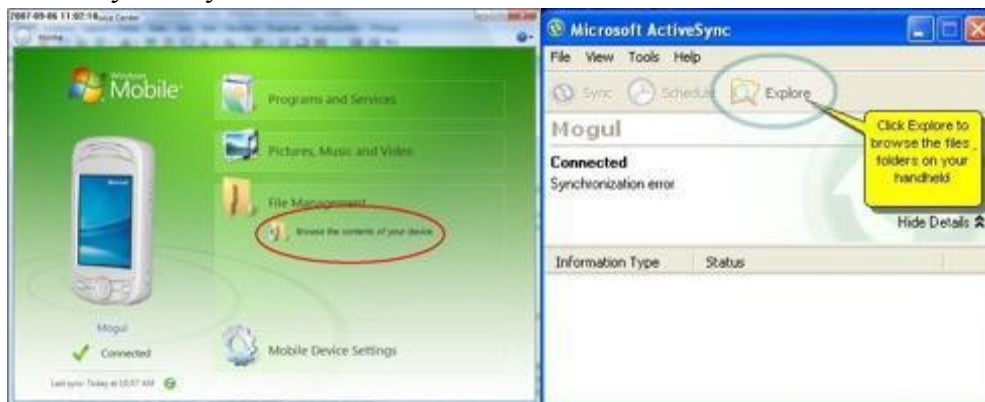 Home
Windows
Mobile
Programs and Services
Pictures, Music and Video
File Management
Browse the contents of your device
Mobile Device Settings
Mogul
Connected
Microsoft ActiveSync
File View Tools Help
Sync Schedule Explore
Click Explore to
browse the files
folders on your
handheld
Mogul
Connected
Synchronization error
Hide Details
Information Type Status